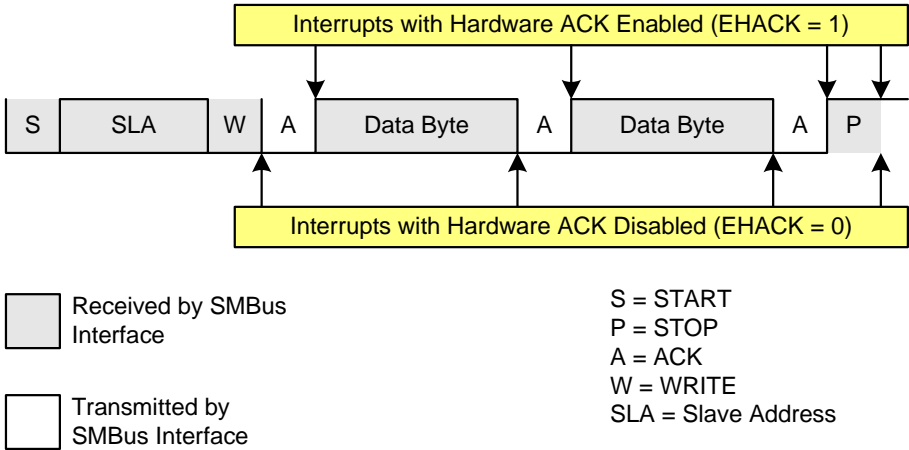 Interrupts with Hardware ACK Enabled (EHACK = 1)
S SLA W A Data Byte A Data Byte A P
Interrupts with Hardware ACK Disabled (EHACK = 0)
Received by SMBus
Interface
Transmitted by
SMBus Interface
S = START
P = STOP
A = ACK
W = WRITE
SLA = Slave Address